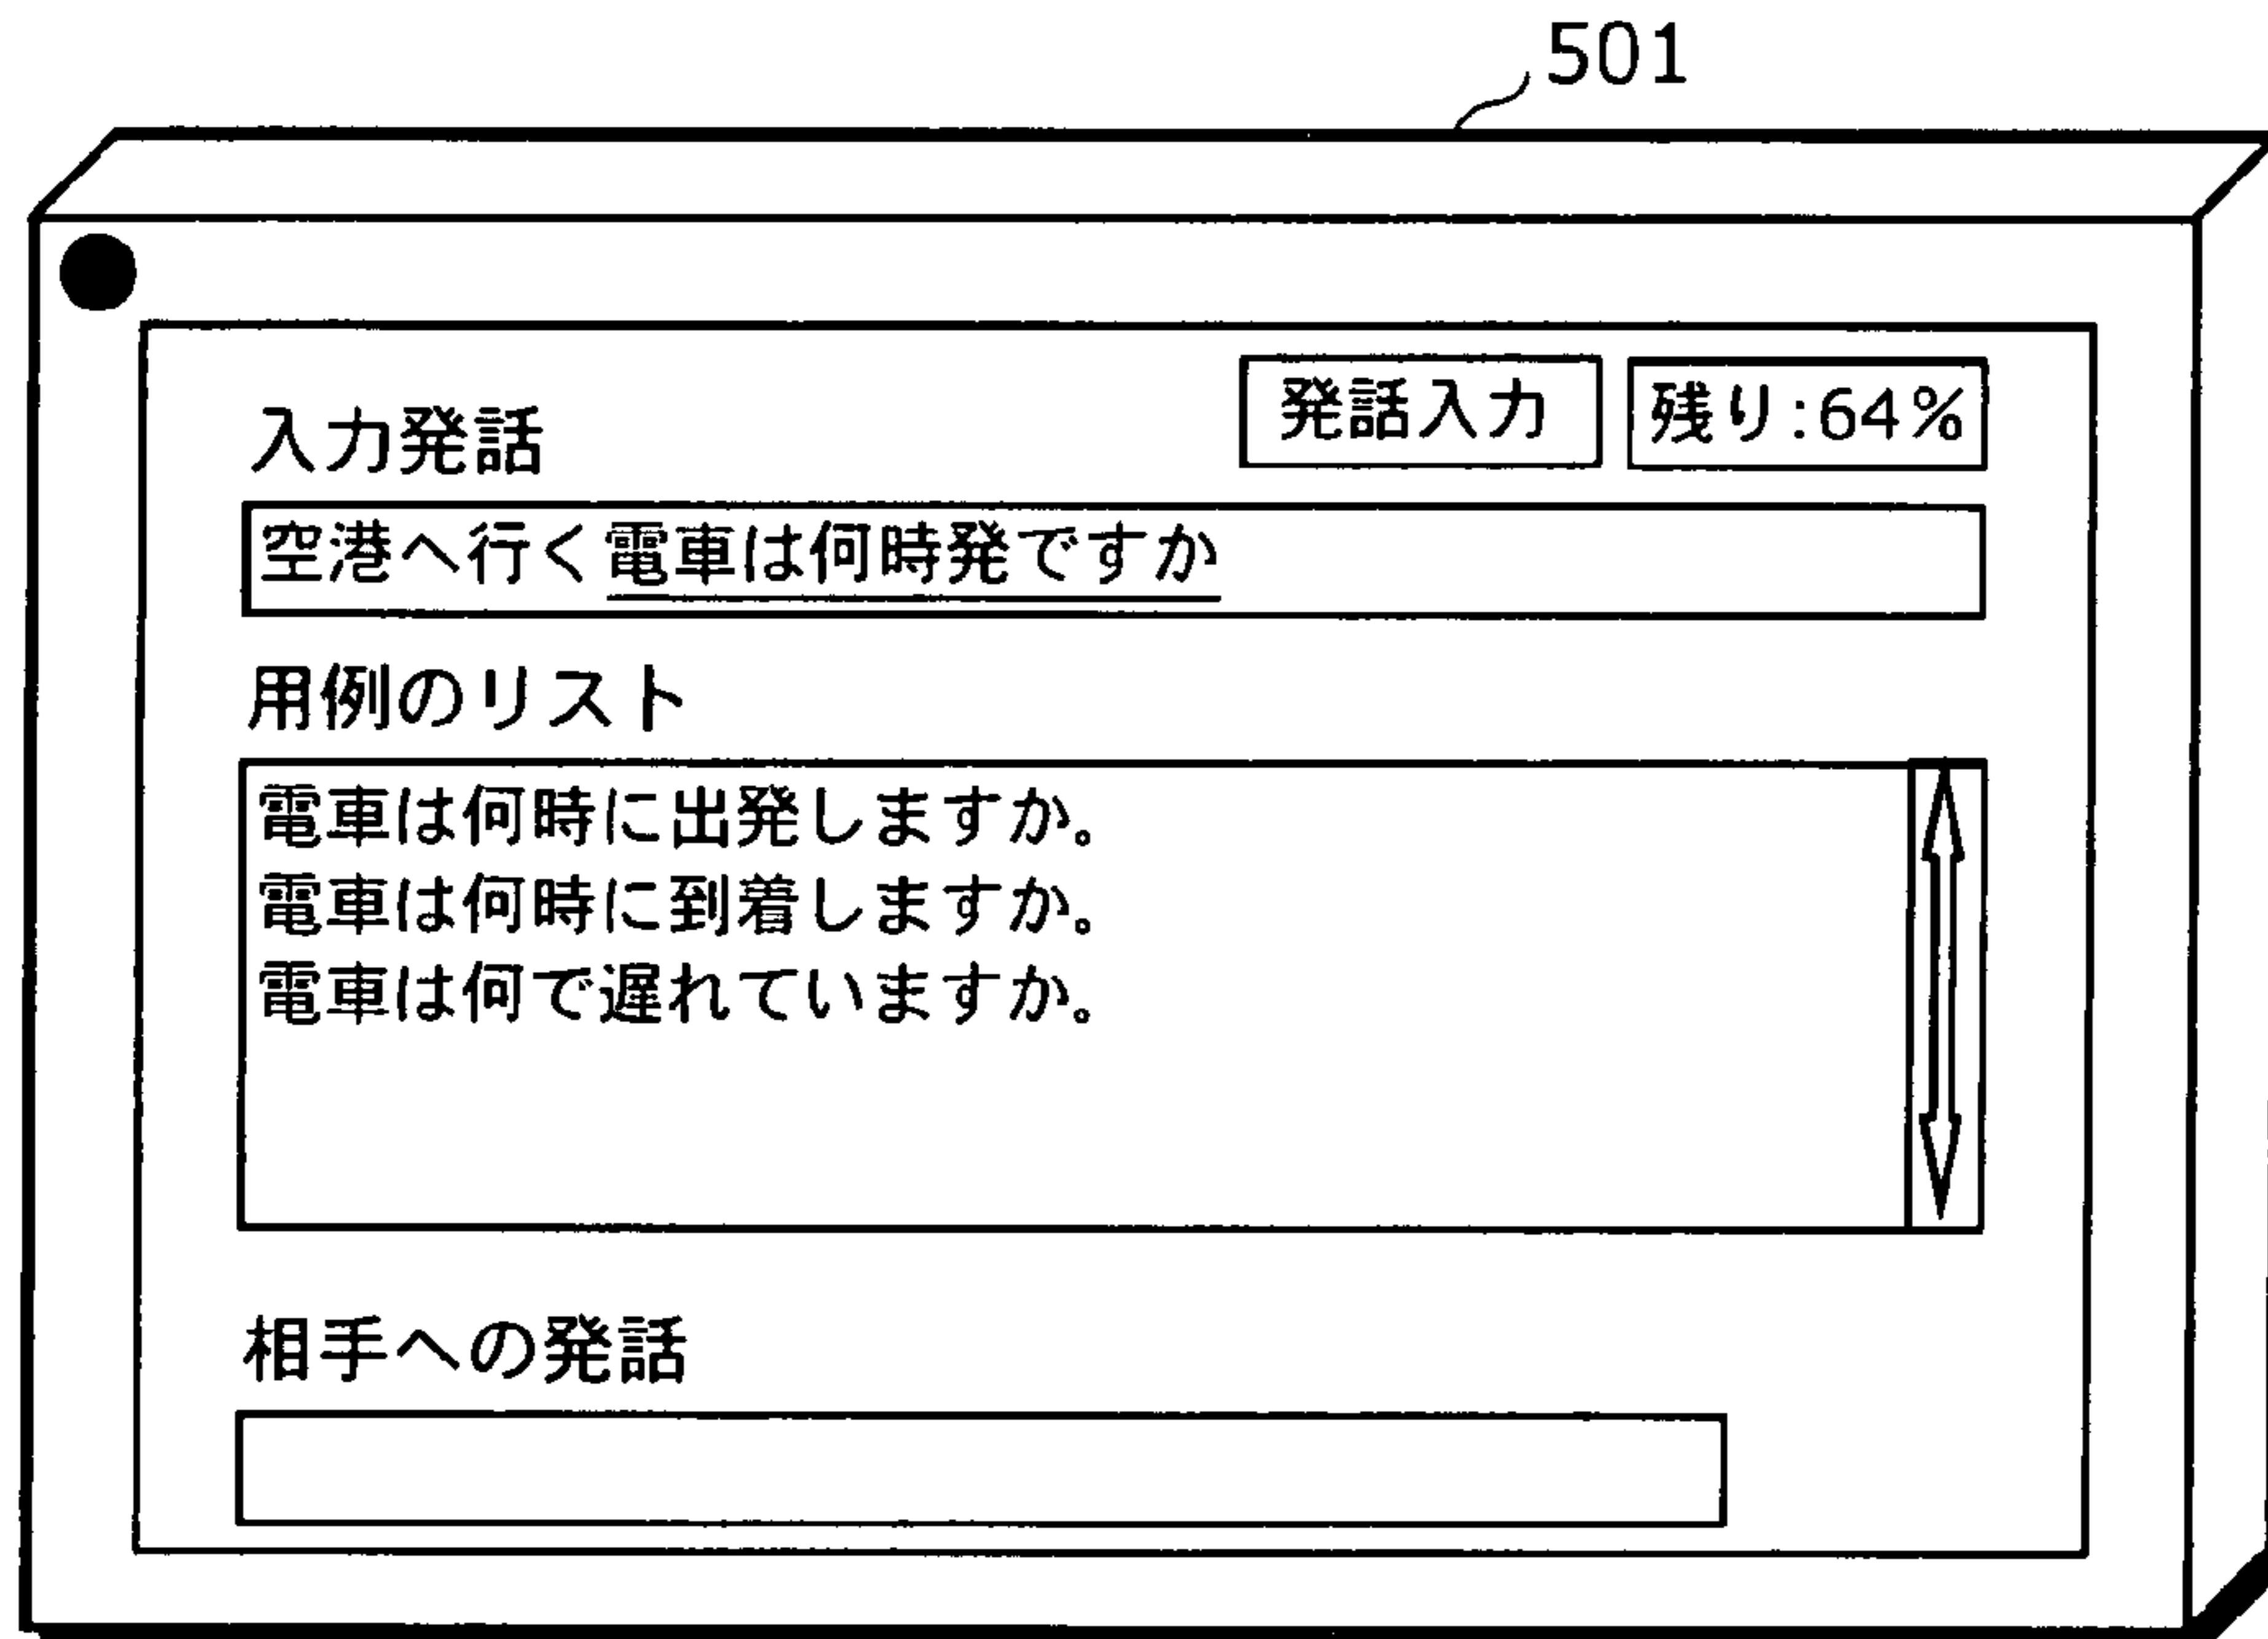 501
発話入力 残り:64%
入力発話
空港へ行く電車は何時発ですか
用例のリスト
電車は何時に出発しますか。
電車は何時に到着しますか。
電車は何で遅れていますか。
相手への発話